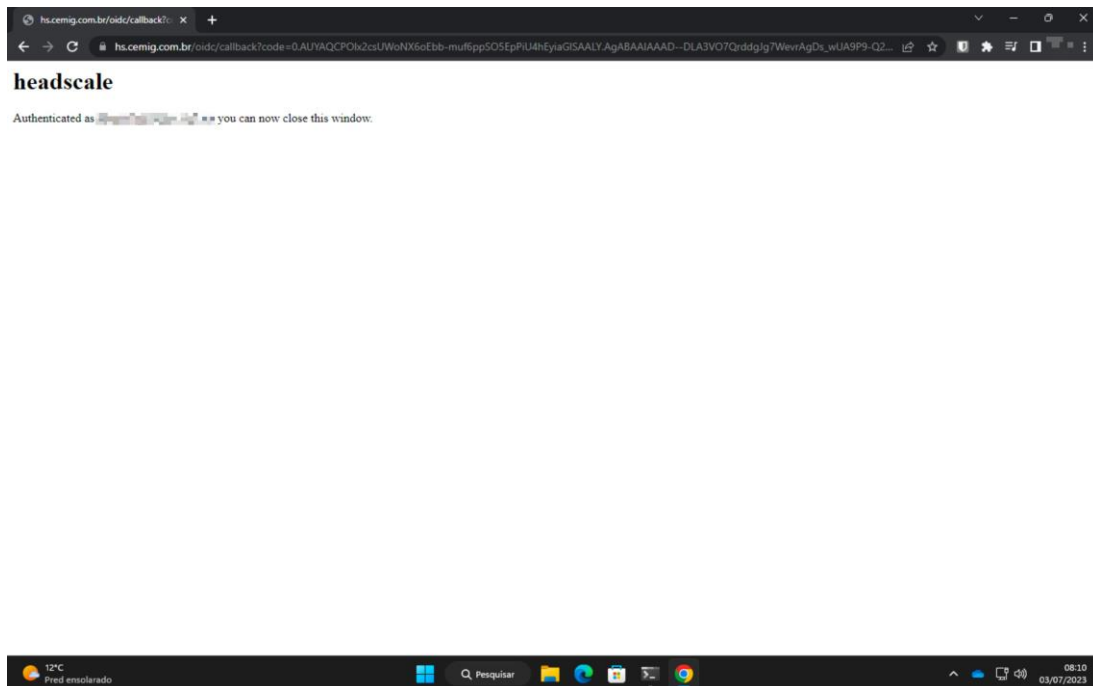 hs.cemig.com.br/oidc/callback?c
hs.cemig.com.br/oidc/callback?code=0.AUYAQCPOlx2csUWoNX6oEbb-muf6ppSO5EpPiU4hEyiaGISAALY.AgABAAIAAAD--DLA3VO7QrddgJg7WevrAgDs_wUA9P9-Q2...
headscale
Authenticated as you can now close this window.
12°C
Pred ensolarado
Pesquisar
08:10
03/07/2023